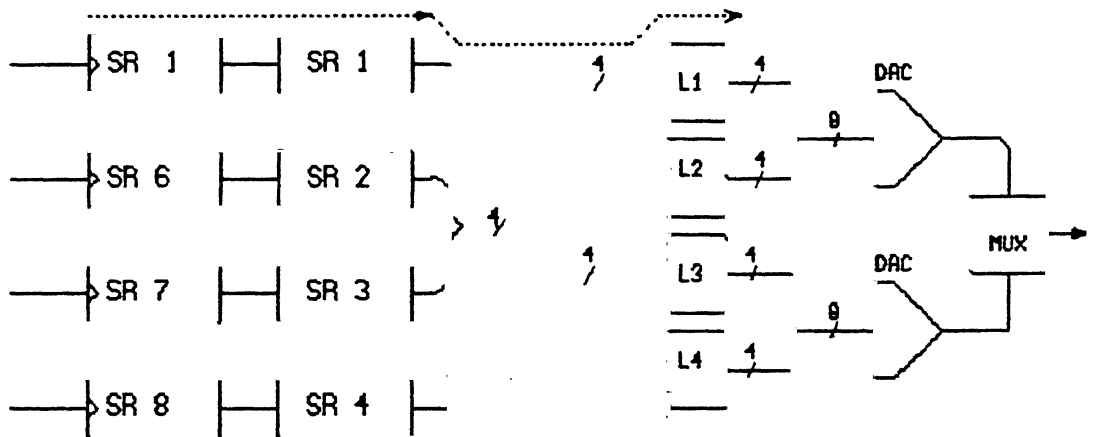 SR 1 SR 1
4
L1 4
DAC
8
SR 6 SR 2
L2 4
4
MUX
4
L3 4
DAC
SR 7 SR 3
8
L4 4
SR 8 SR 4